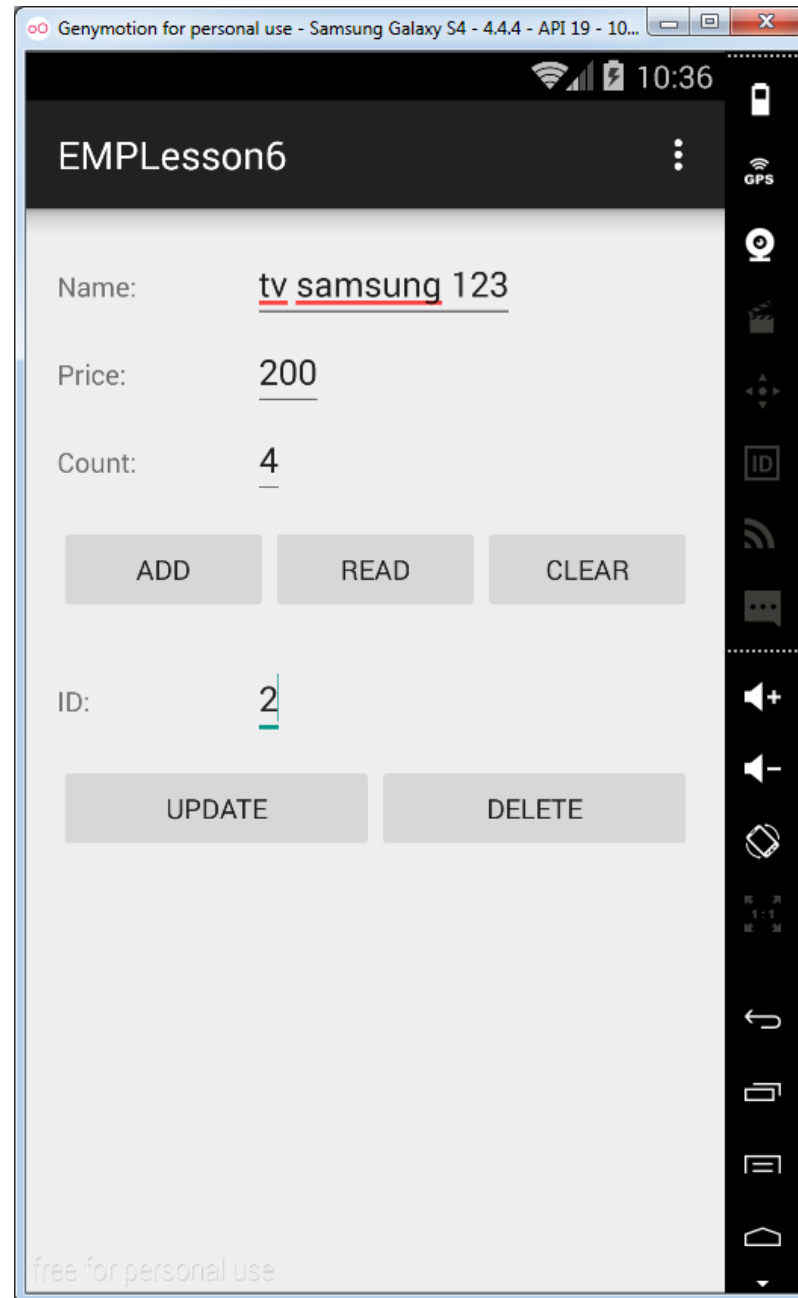 Genymotion for personal use - Samsung Galaxy S4 - 4.4.4 - API 19 - 10...
10:36
EMPLesson6
GPS
Name: tv samsung 123
Price: 200
Count: 4
ID
ADD READ CLEAR
ID: 2
UPDATE DELETE
1:1
free for personal use